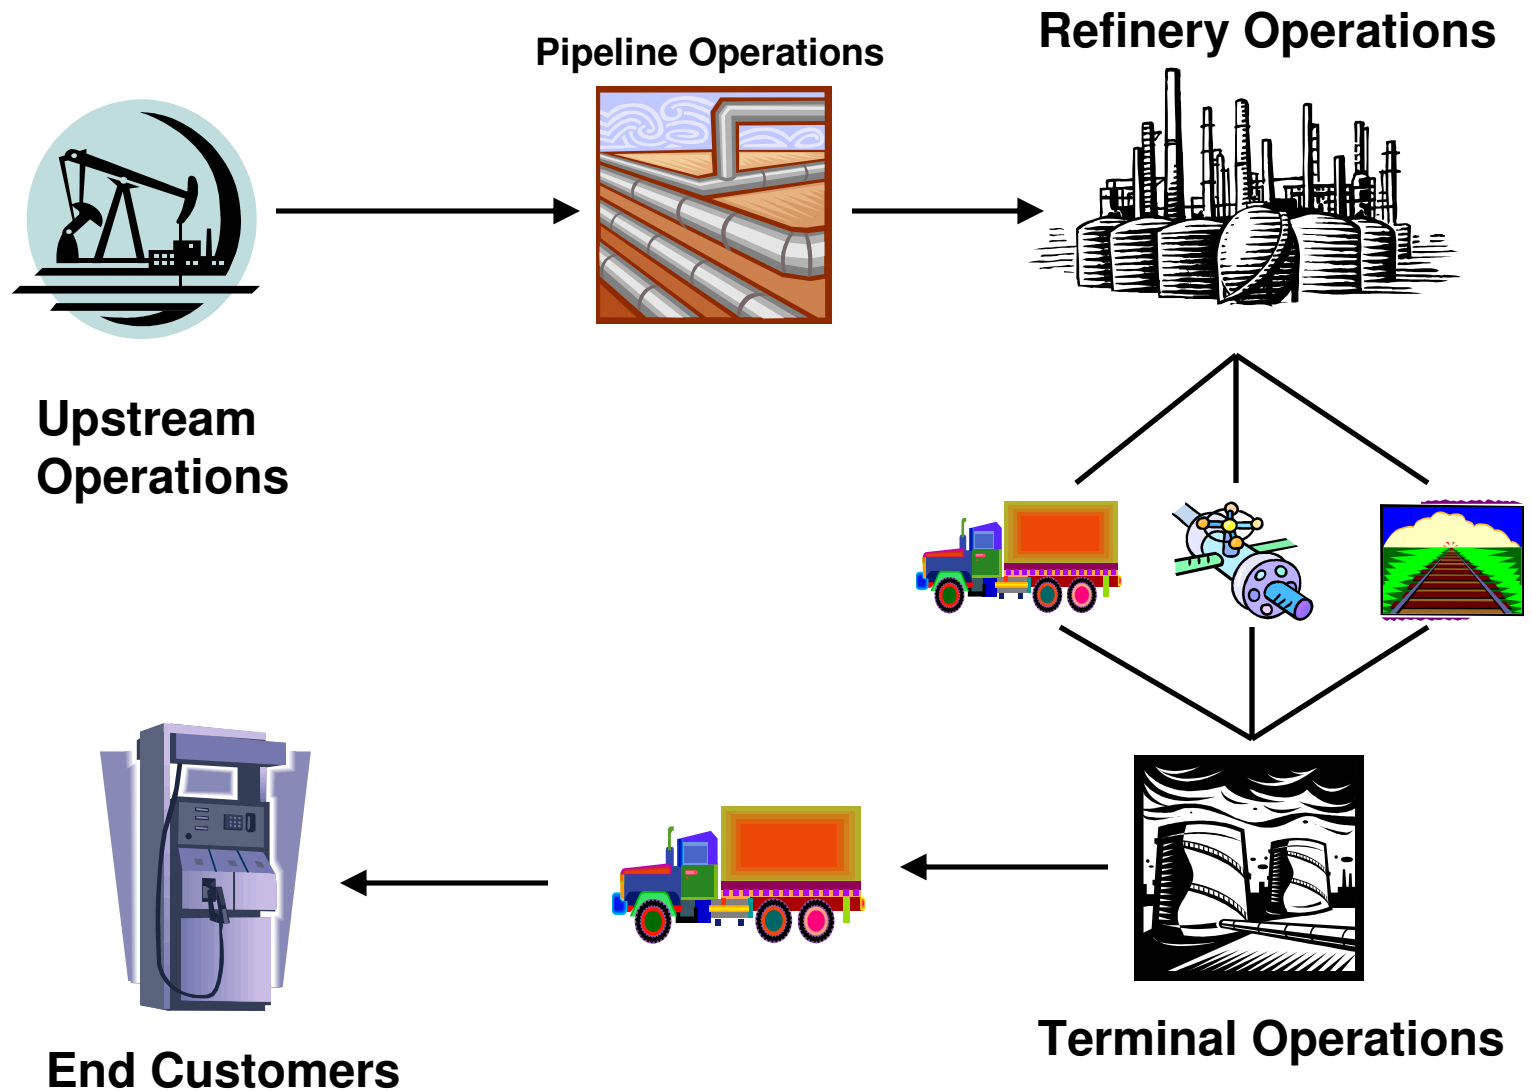 Refinery Operations
Pipeline Operations
Upstream
Operations
Terminal Operations
End Customers